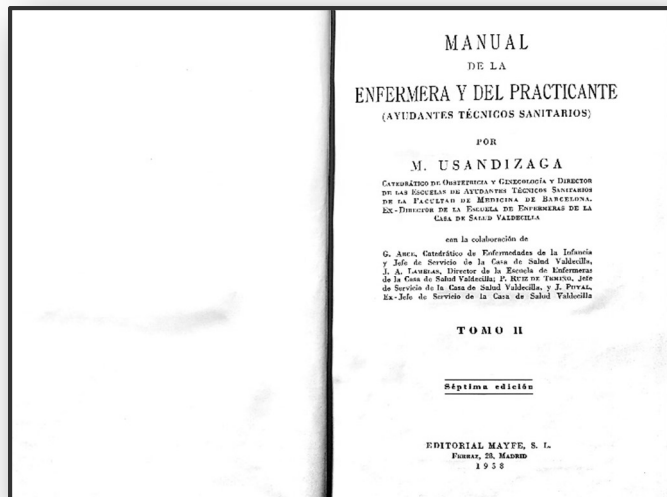 MANUAL
DE LA
ENFERMERA Y DEL PRACTICANTE
(AYUDANTES TÉCNICOS SANITARIOS)
POR
M. USANDIZAGA
CATEDRÁTICO DE OBSTETRICIA Y GINECOLOGÍA Y DIRECTOR
DE LAS ESCUELAS DE AYUDANTES TÉCNICOS SANITARIOS
DE LA FACULTAD DE MEDICINA DE BARCELONA.
EX-DIRECTOR DE LA ESCUELA DE ENFERMERAS DE LA
CASA DE SALUD VALDECILLA
con la colaboración de
G. ARCE, Catedrático de Enfermedades de la Infancia
y Jefe de Servicio de la Casa de Salud Valdecilla,
J. A. LAMELAS, Director de la Escuela de Enfermeras
de la Casa de Salud Valdecilla; P. RUIZ DE TEMIÑO, Jefe
de Servicio de la Casa de Salud Valdecilla, y J. PUYAL,
Ex-Jefe de Servicio de la Casa de Salud Valdecilla
TOMO II
Séptima edición
EDITORIAL MAYFE, S. L.
FERRAZ, 28, MADRID
1958